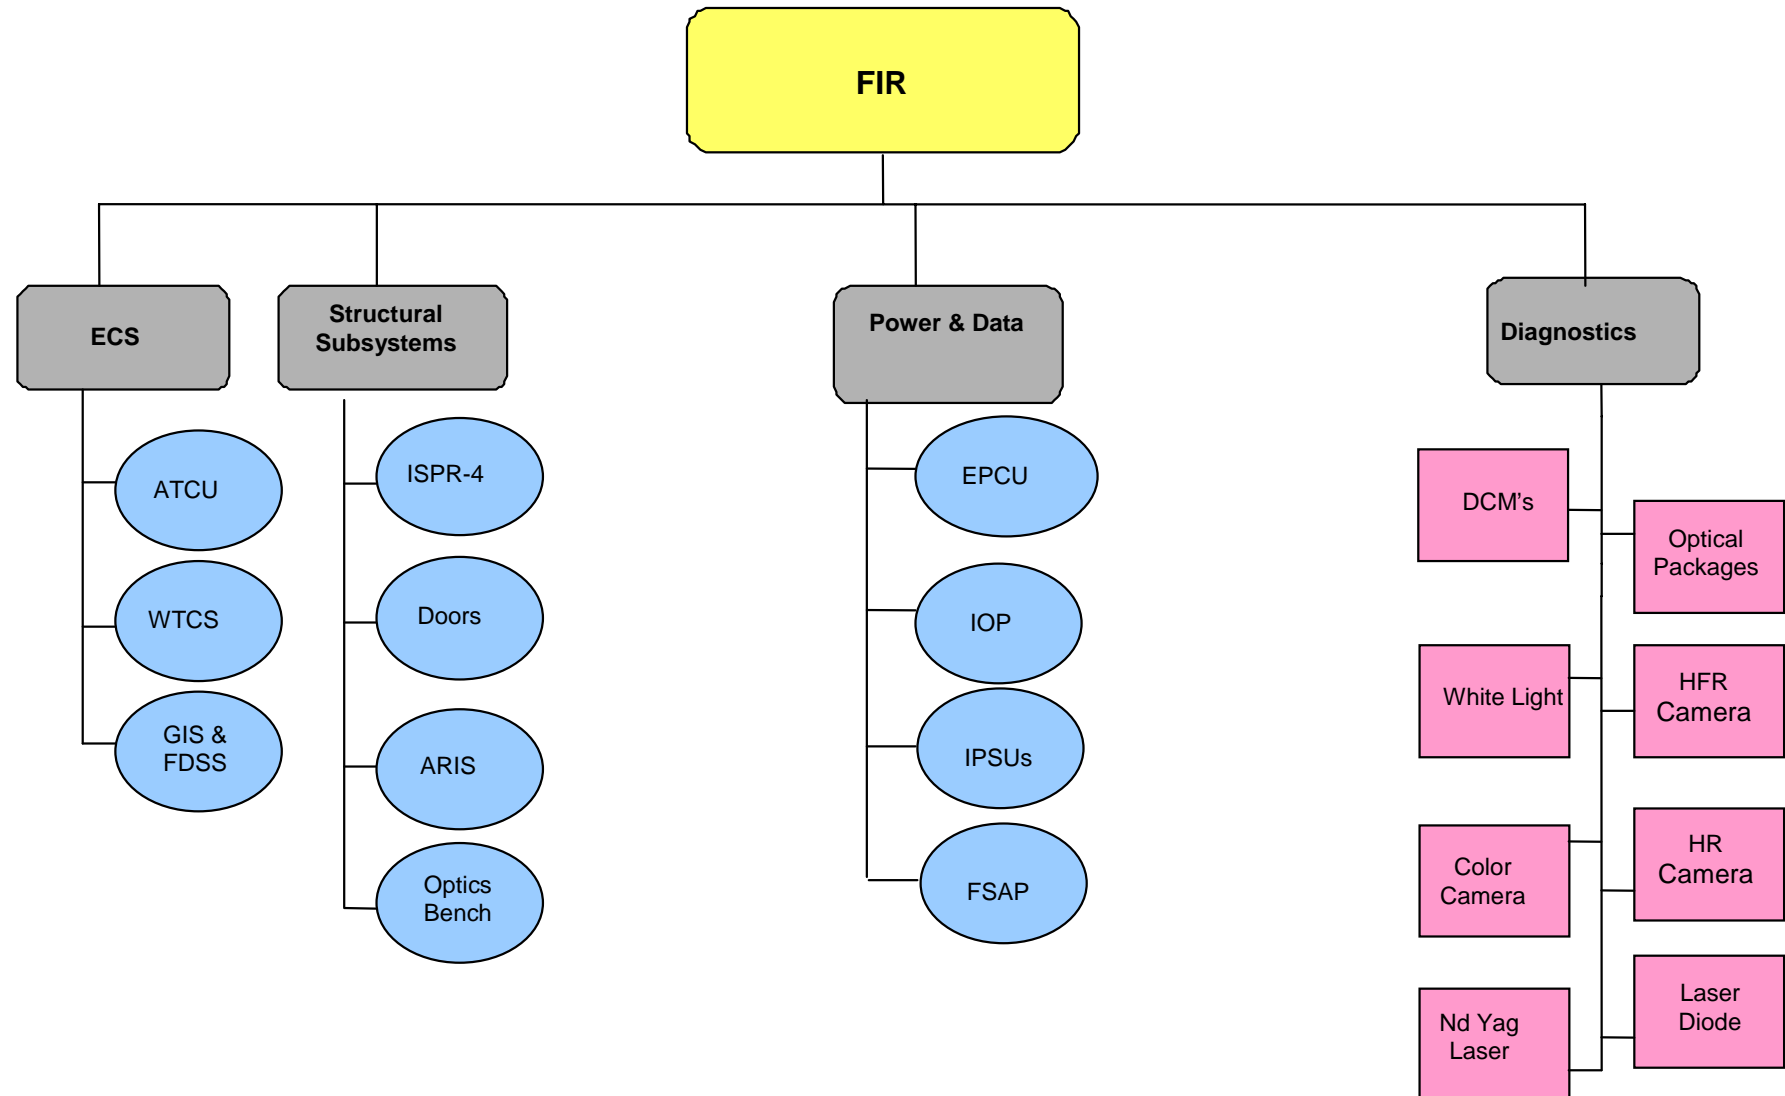 FIR
ECS
Structural
Subsystems
Power & Data
Diagnostics
ATCU
WTCS
GIS &
FDSS
ISPR-4
Doors
ARIS
Optics
Bench
EPCU
IOP
IPSUs
FSAP
DCM’s
Optical
Packages
White Light
HFR
Camera
Color
Camera
HR
Camera
Nd Yag
Laser
Laser
Diode